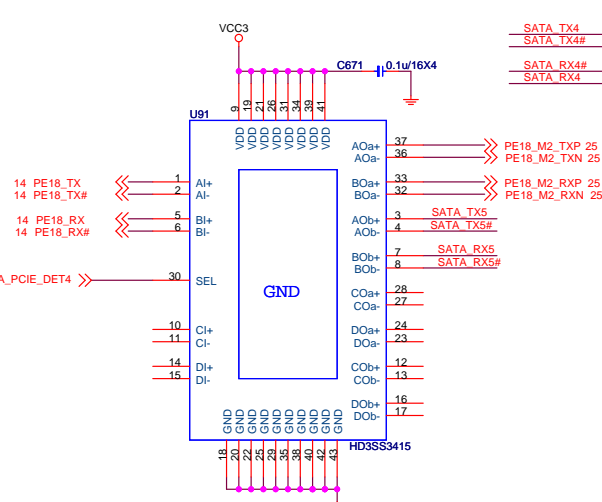 VCC3
SATA_TX4
SATA_TX4#
C671 0.1u/16X4
SATA_RX4#
SATA_RX4
U91
9 19 21 26 31 34 39 41
VDD VDD VDD VDD VDD VDD VDD VDD
AOa+ 37 PE18_M2_TXP 25
AOa- 36 PE18_M2_TXN 25
14 PE18_TX 1 AI+
14 PE18_TX# 2 AI-
BOa+ 33 PE18_M2_RXP 25
BOa- 32 PE18_M2_RXN 25
14 PE18_RX 5 BI+
14 PE18_RX# 6 BI-
AOb+ 3 SATA_TX5
AOb- 4 SATA_TX5#
BOb+ 7 SATA_RX5
BOb- 8 SATA_RX5#
A_PCIE_DET4 30 SEL
GND
COa+ 28
COa- 27
10 CI+
11 CI-
DOa+ 24
DOa- 23
14 DI+
15 DI-
COb+ 12
COb- 13
DOb+ 16
DOb- 17
GND GND GND GND GND GND GND GND GND GND
18 20 22 25 29 35 38 40 42 43
HD3SS3415